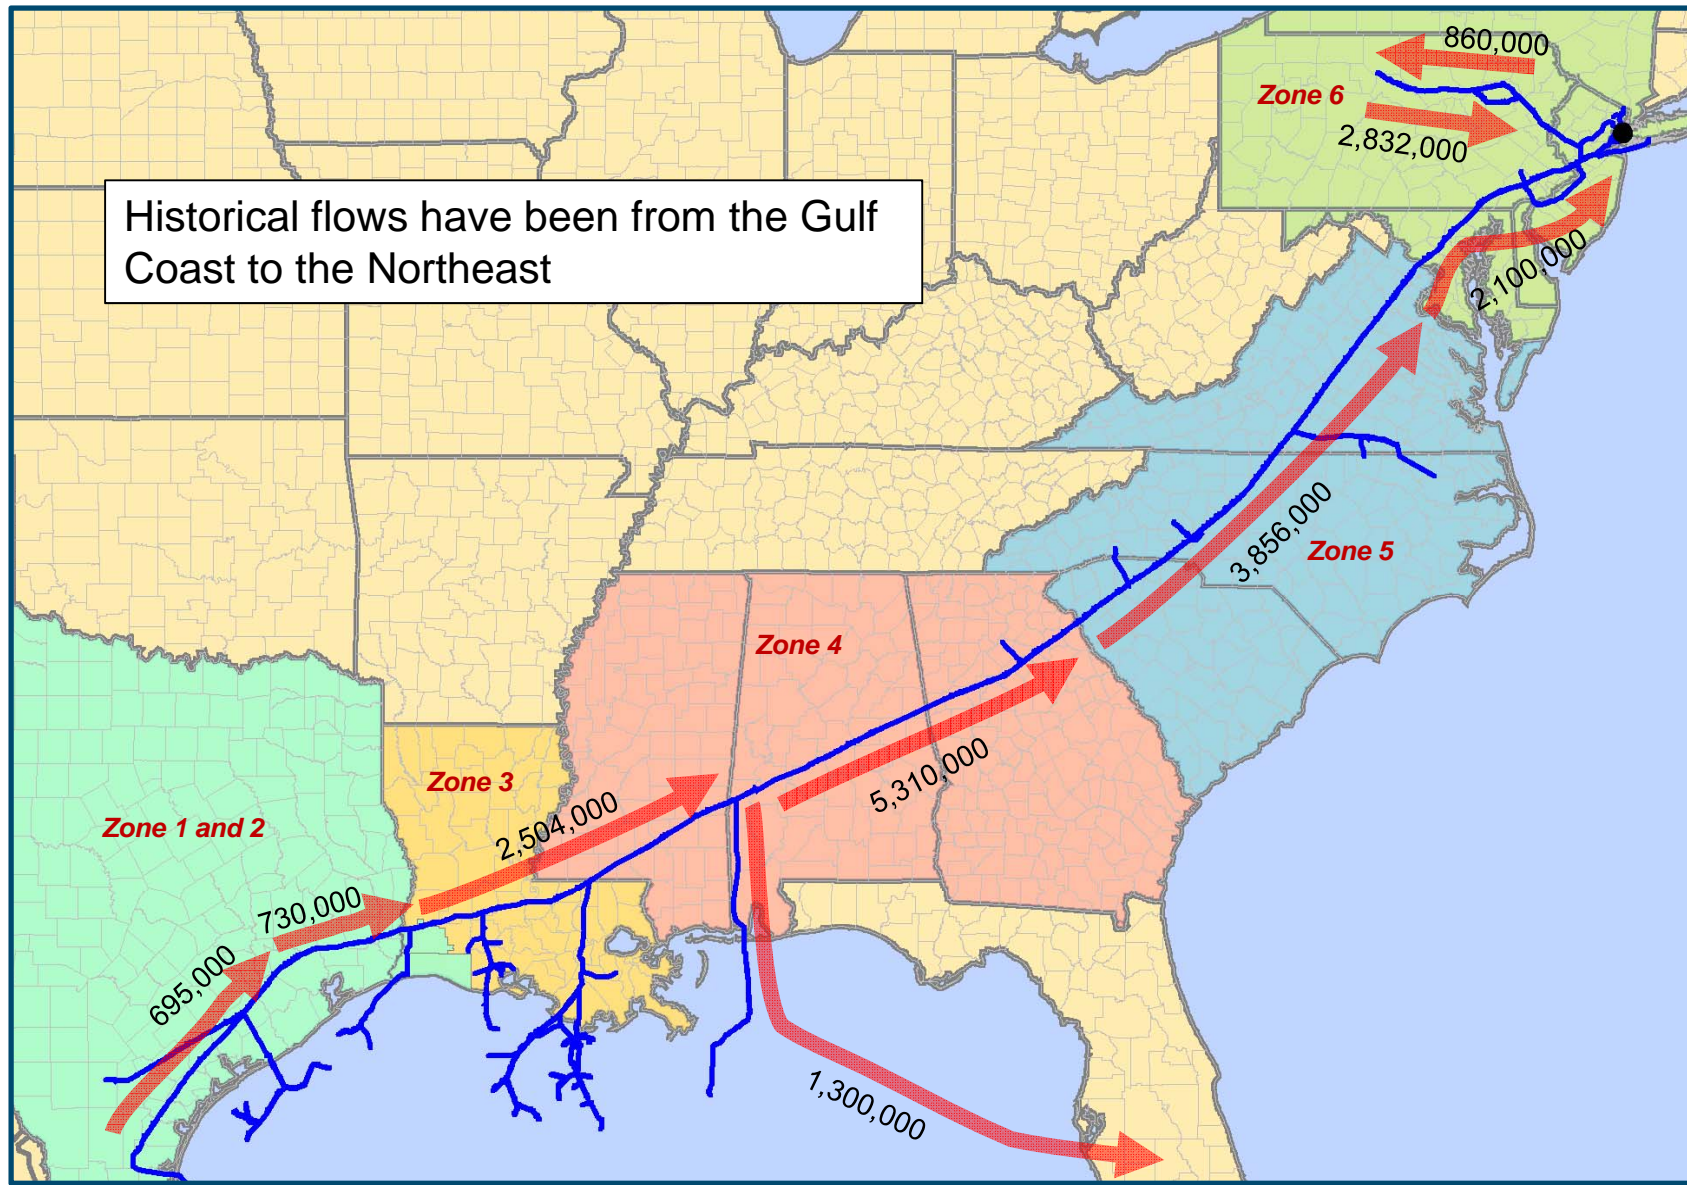 860,000
Zone 6
2,832,000
Historical flows have been from the Gulf
Coast to the Northeast
2,100,000
3,856,000
Zone 5
Zone 4
5,310,000
Zone 3
2,504,000
Zone 1 and 2
730,000
695,000
1,300,000